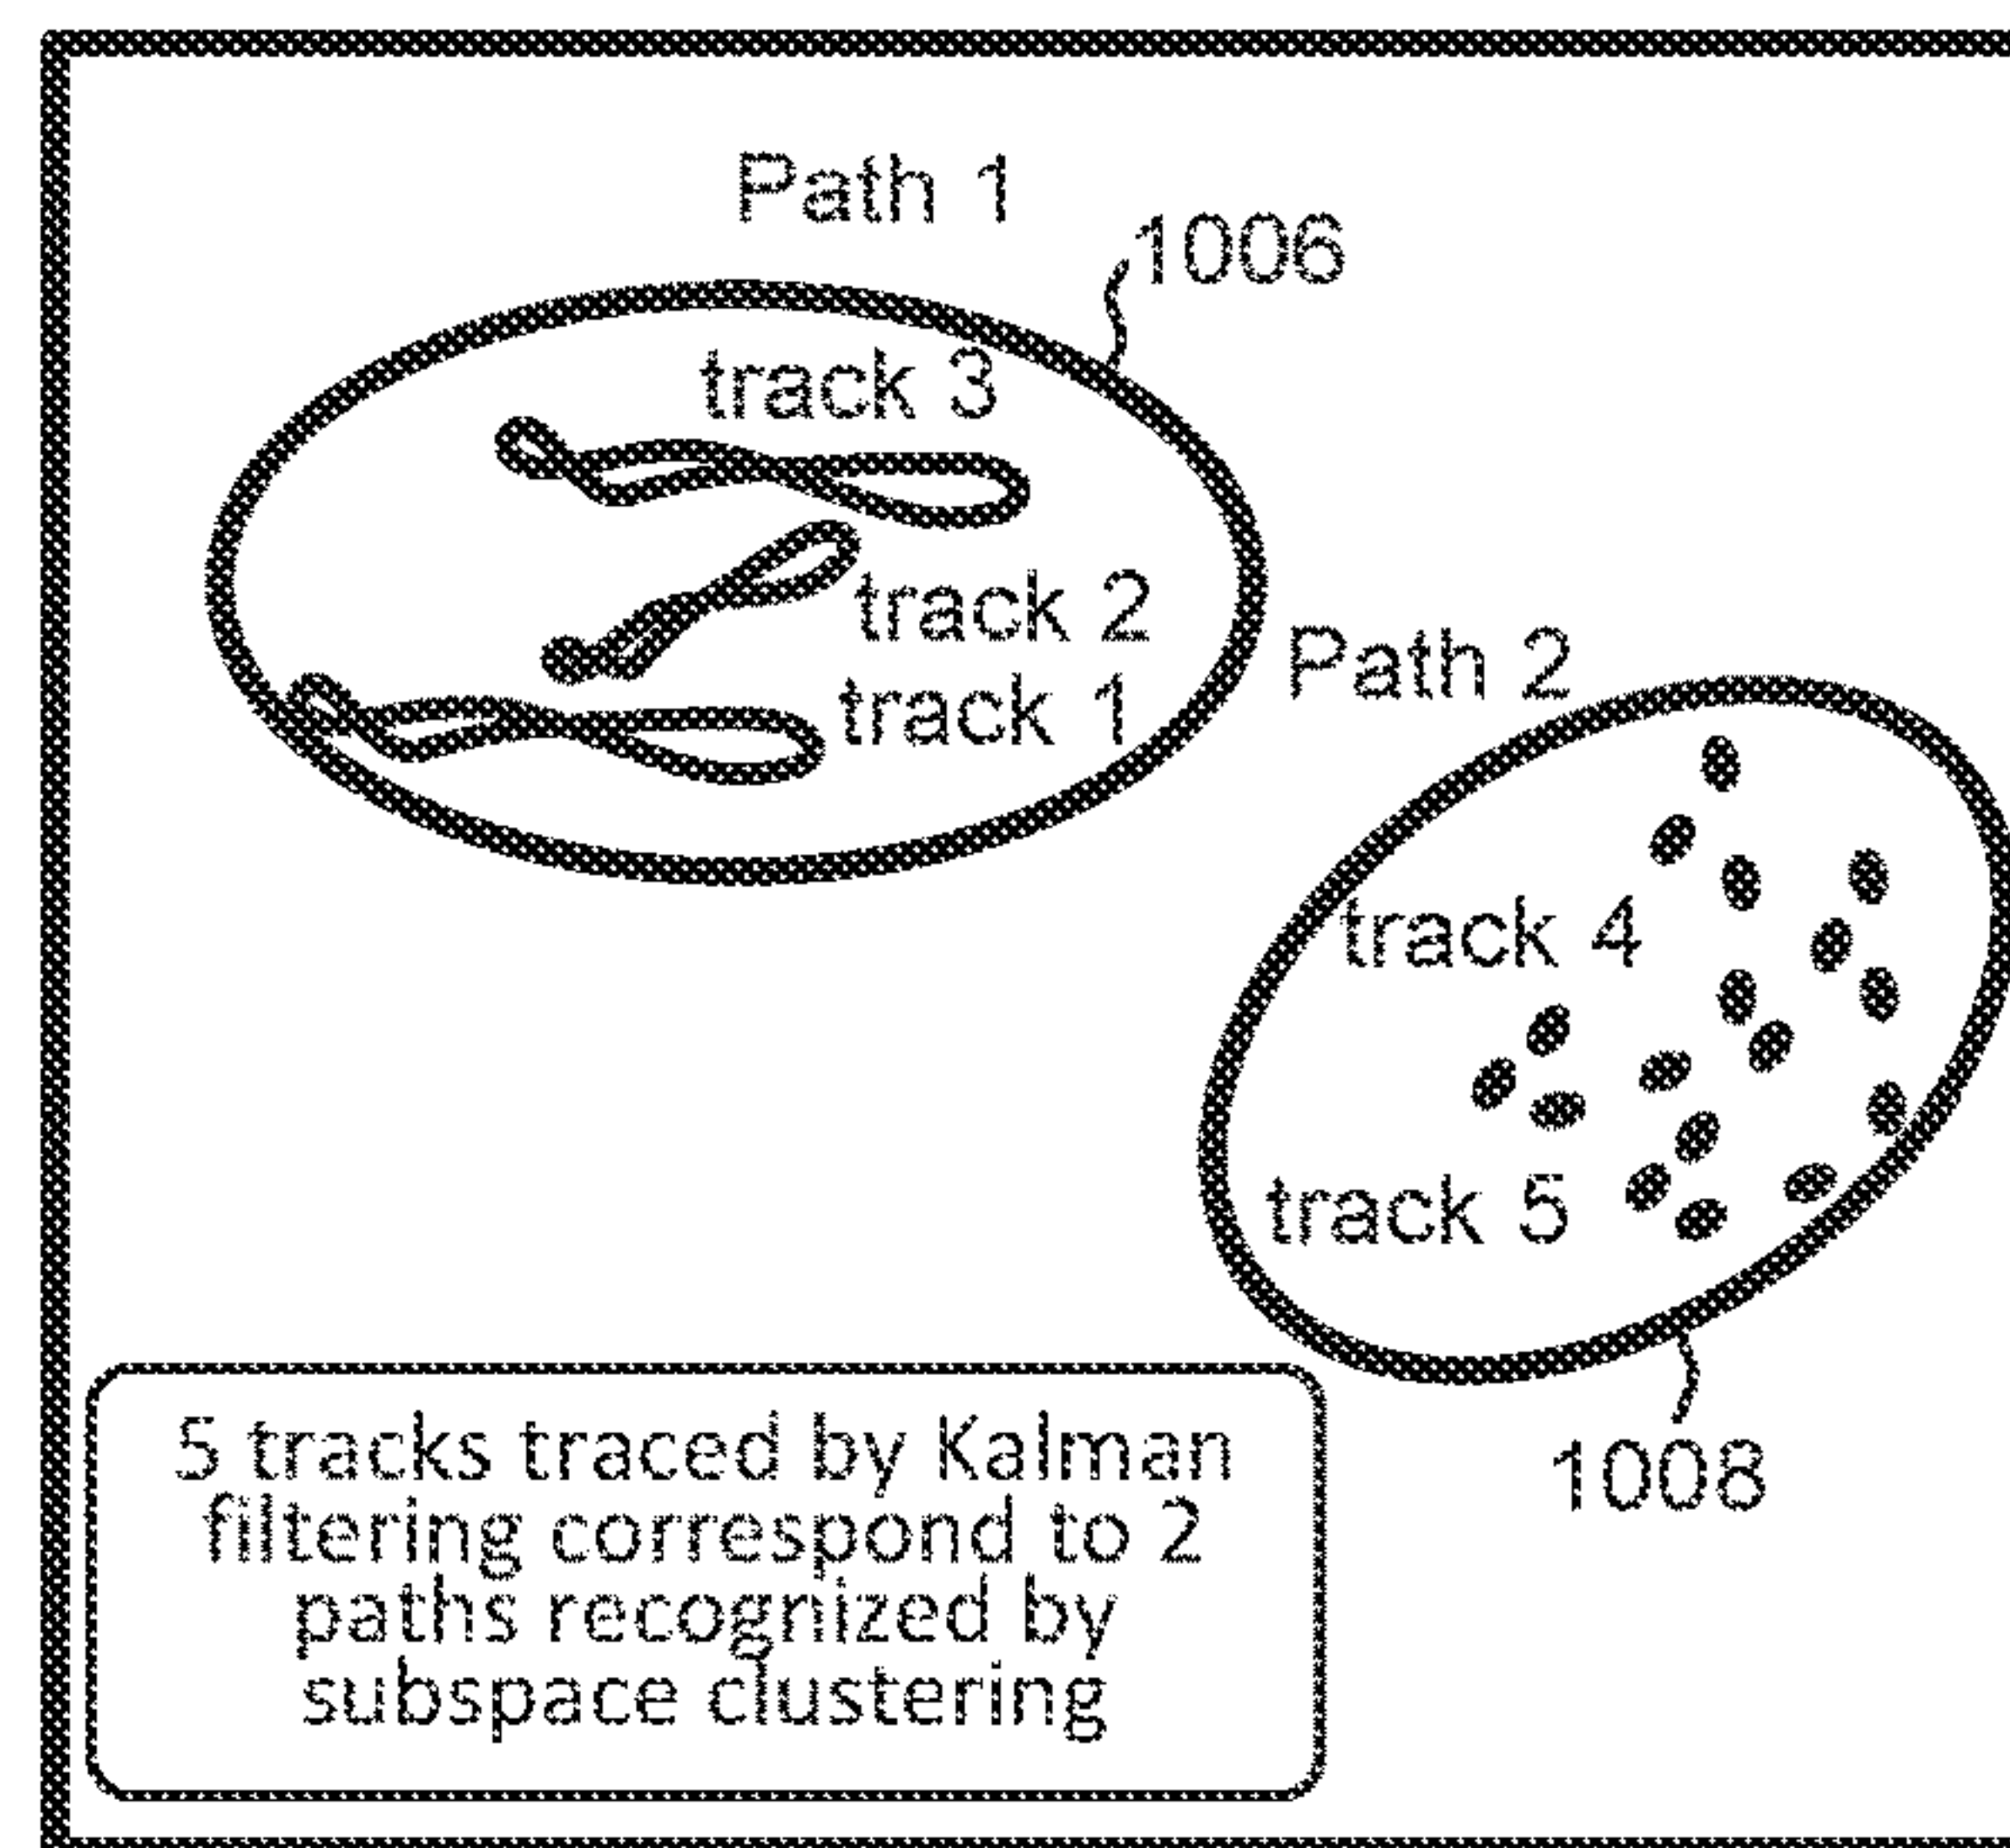 Path 1
1006
track 3
track 2
track 1
Path 2
track 4
track 5
1008
5 tracks traced by Kalman
filtering correspond to 2
paths recognized by
subspace clustering